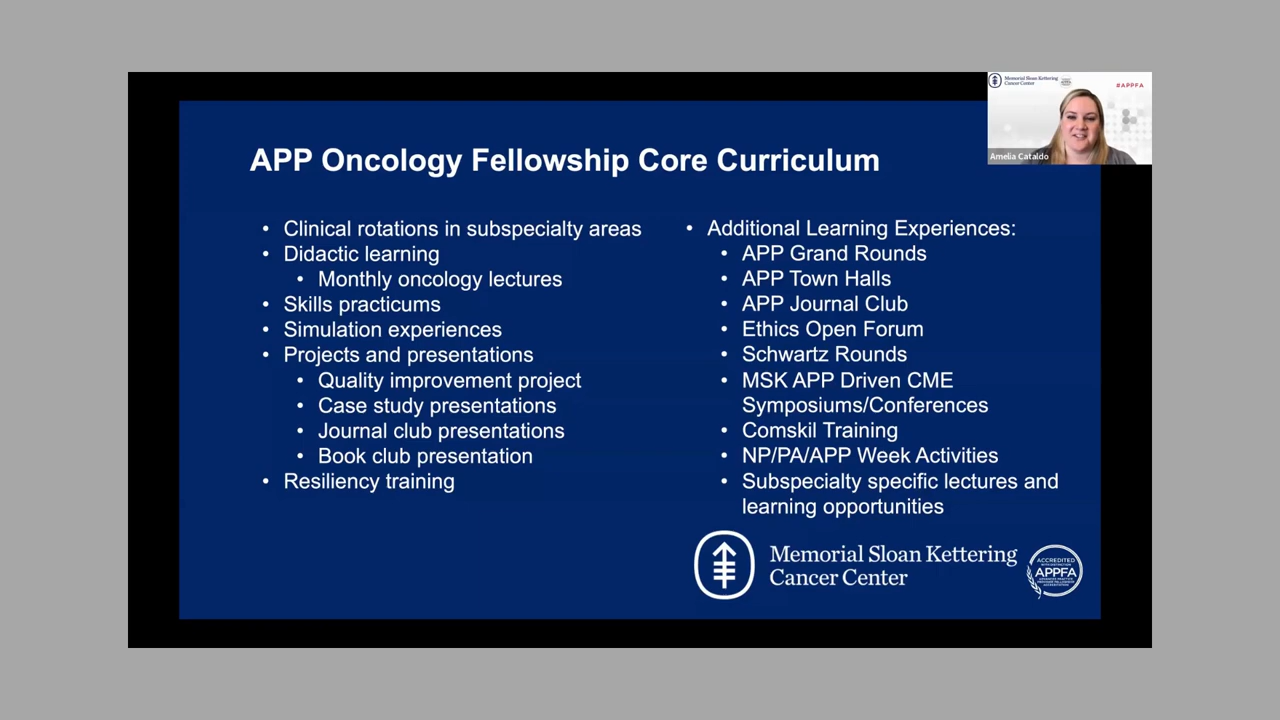 Memorial Sloan Kettering
Cancer Center
#APPFA
Amelia Cataldo
APP Oncology Fellowship Core Curriculum
• Clinical rotations in subspecialty areas
• Didactic learning
• Monthly oncology lectures
• Skills practicums
• Simulation experiences
• Projects and presentations
• Quality improvement project
• Case study presentations
• Journal club presentations
• Book club presentation
• Resiliency training
• Additional Learning Experiences:
• APP Grand Rounds
• APP Town Halls
• APP Journal Club
• Ethics Open Forum
• Schwartz Rounds
• MSK APP Driven CME
Symposiums/Conferences
• Comskil Training
• NP/PA/APP Week Activities
• Subspecialty specific lectures and
learning opportunities
Memorial Sloan Kettering
Cancer Center
ACCREDITED
WITH DISTINCTION
APPFA